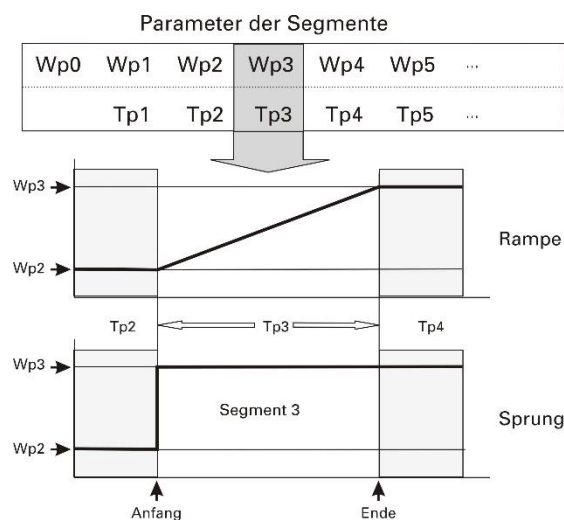 Parameter der Segmente
Wp0 Wp1 Wp2 Wp3 Wp4 Wp5 ...
Tp1 Tp2 Tp3 Tp4 Tp5 ...
Wp3
Rampe
Wp2
Tp2 Tp3 Tp4
Wp3
Segment 3
Sprung
Wp2
Anfang Ende